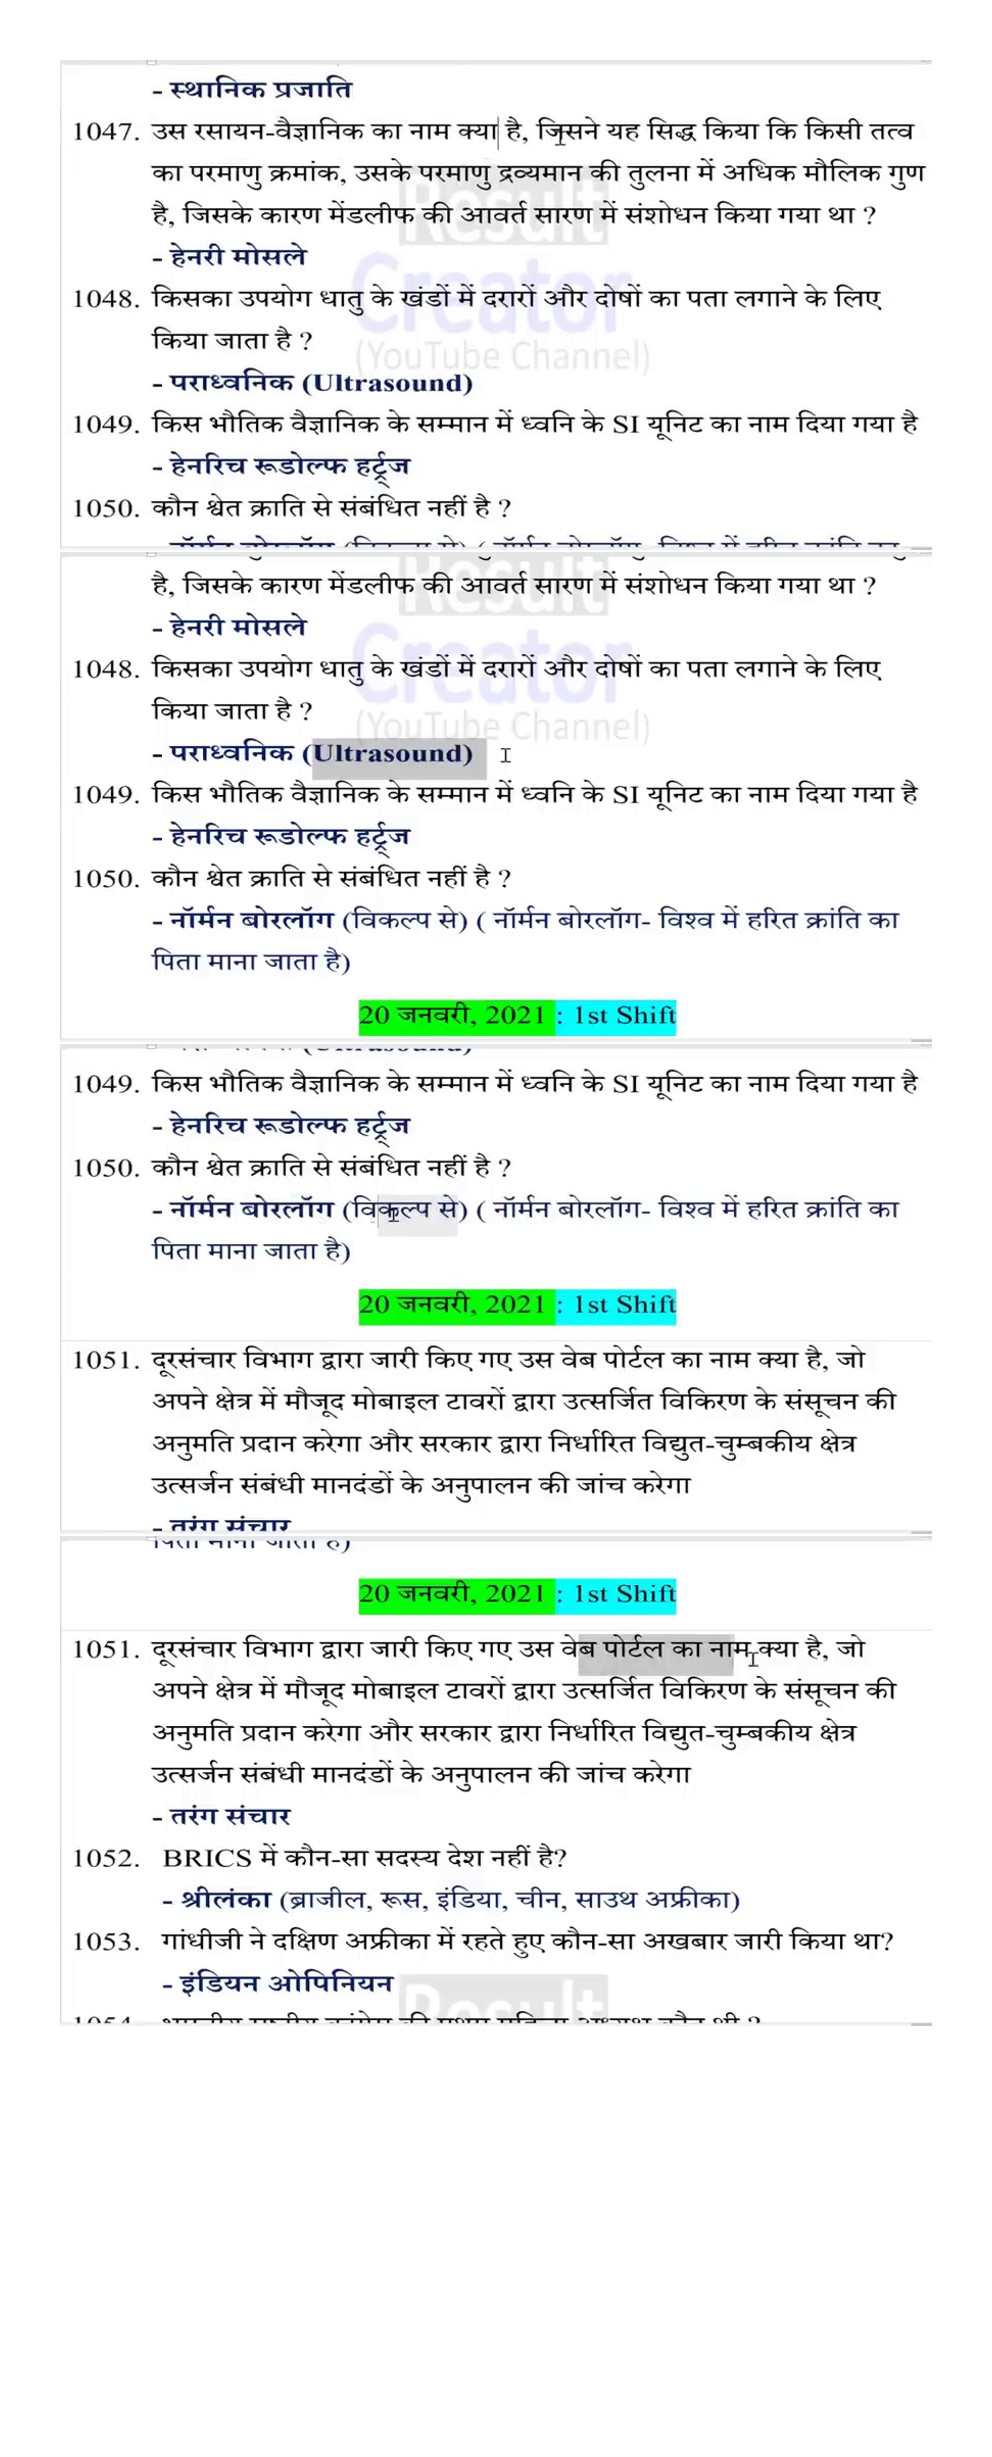 - स्थानिक प्रजाति
1047. उस रसायन-वैज्ञानिक का नाम क्या है, जिसने यह सिद्ध किया कि किसी तत्व
का परमाणु क्रमांक, उसके परमाणु द्रव्यमान की तुलना में अधिक मौलिक गुण
है, जिसके कारण मेंडलीफ की आवर्त सारण में संशोधन किया गया था ?
Result
- हेनरी मोसले
Creator
1048. किसका उपयोग धातु के खंडों में दरारों और दोषों का पता लगाने के लिए
किया जाता है ?
(YouTube Channel)
- पराध्वनिक (Ultrasound)
1049. किस भौतिक वैज्ञानिक के सम्मान में ध्वनि के SI यूनिट का नाम दिया गया है
- हेनरिच रूडोल्फ हर्ट्र्ज
1050. कौन श्वेत क्राति से संबंधित नहीं है ?
है, जिसके कारण मेंडलीफ की आवर्त सारण में संशोधन किया गया था ?
Result
- हेनरी मोसले
Creator
1048. किसका उपयोग धातु के खंडों में दरारों और दोषों का पता लगाने के लिए
किया जाता है ?
(YouTube Channel)
- पराध्वनिक (Ultrasound)
1049. किस भौतिक वैज्ञानिक के सम्मान में ध्वनि के SI यूनिट का नाम दिया गया है
- हेनरिच रूडोल्फ हर्ट्र्ज
1050. कौन श्वेत क्राति से संबंधित नहीं है ?
- नॉर्मन बोरलॉग (विकल्प से) ( नॉर्मन बोरलॉग- विश्व में हरित क्रांति का
पिता माना जाता है)
20 जनवरी, 2021 : 1st Shift
1049. किस भौतिक वैज्ञानिक के सम्मान में ध्वनि के SI यूनिट का नाम दिया गया है
- हेनरिच रूडोल्फ हर्ट्र्ज
1050. कौन श्वेत क्राति से संबंधित नहीं है ?
- नॉर्मन बोरलॉग (विकल्प से) ( नॉर्मन बोरलॉग- विश्व में हरित क्रांति का
पिता माना जाता है)
20 जनवरी, 2021 : 1st Shift
1051. दूरसंचार विभाग द्वारा जारी किए गए उस वेब पोर्टल का नाम क्या है, जो
अपने क्षेत्र में मौजूद मोबाइल टावरों द्वारा उत्सर्जित विकिरण के संसूचन की
अनुमति प्रदान करेगा और सरकार द्वारा निर्धारित विद्युत-चुम्बकीय क्षेत्र
उत्सर्जन संबंधी मानदंडों के अनुपालन की जांच करेगा
- तरंग संचार
20 जनवरी, 2021 : 1st Shift
1051. दूरसंचार विभाग द्वारा जारी किए गए उस वेब पोर्टल का नाम क्या है, जो
अपने क्षेत्र में मौजूद मोबाइल टावरों द्वारा उत्सर्जित विकिरण के संसूचन की
अनुमति प्रदान करेगा और सरकार द्वारा निर्धारित विद्युत-चुम्बकीय क्षेत्र
उत्सर्जन संबंधी मानदंडों के अनुपालन की जांच करेगा
- तरंग संचार
1052. BRICS में कौन-सा सदस्य देश नहीं है?
- श्रीलंका (ब्राजील, रूस, इंडिया, चीन, साउथ अफ्रीका)
1053. गांधीजी ने दक्षिण अफ्रीका में रहते हुए कौन-सा अखबार जारी किया था?
- इंडियन ओपिनियन
Result